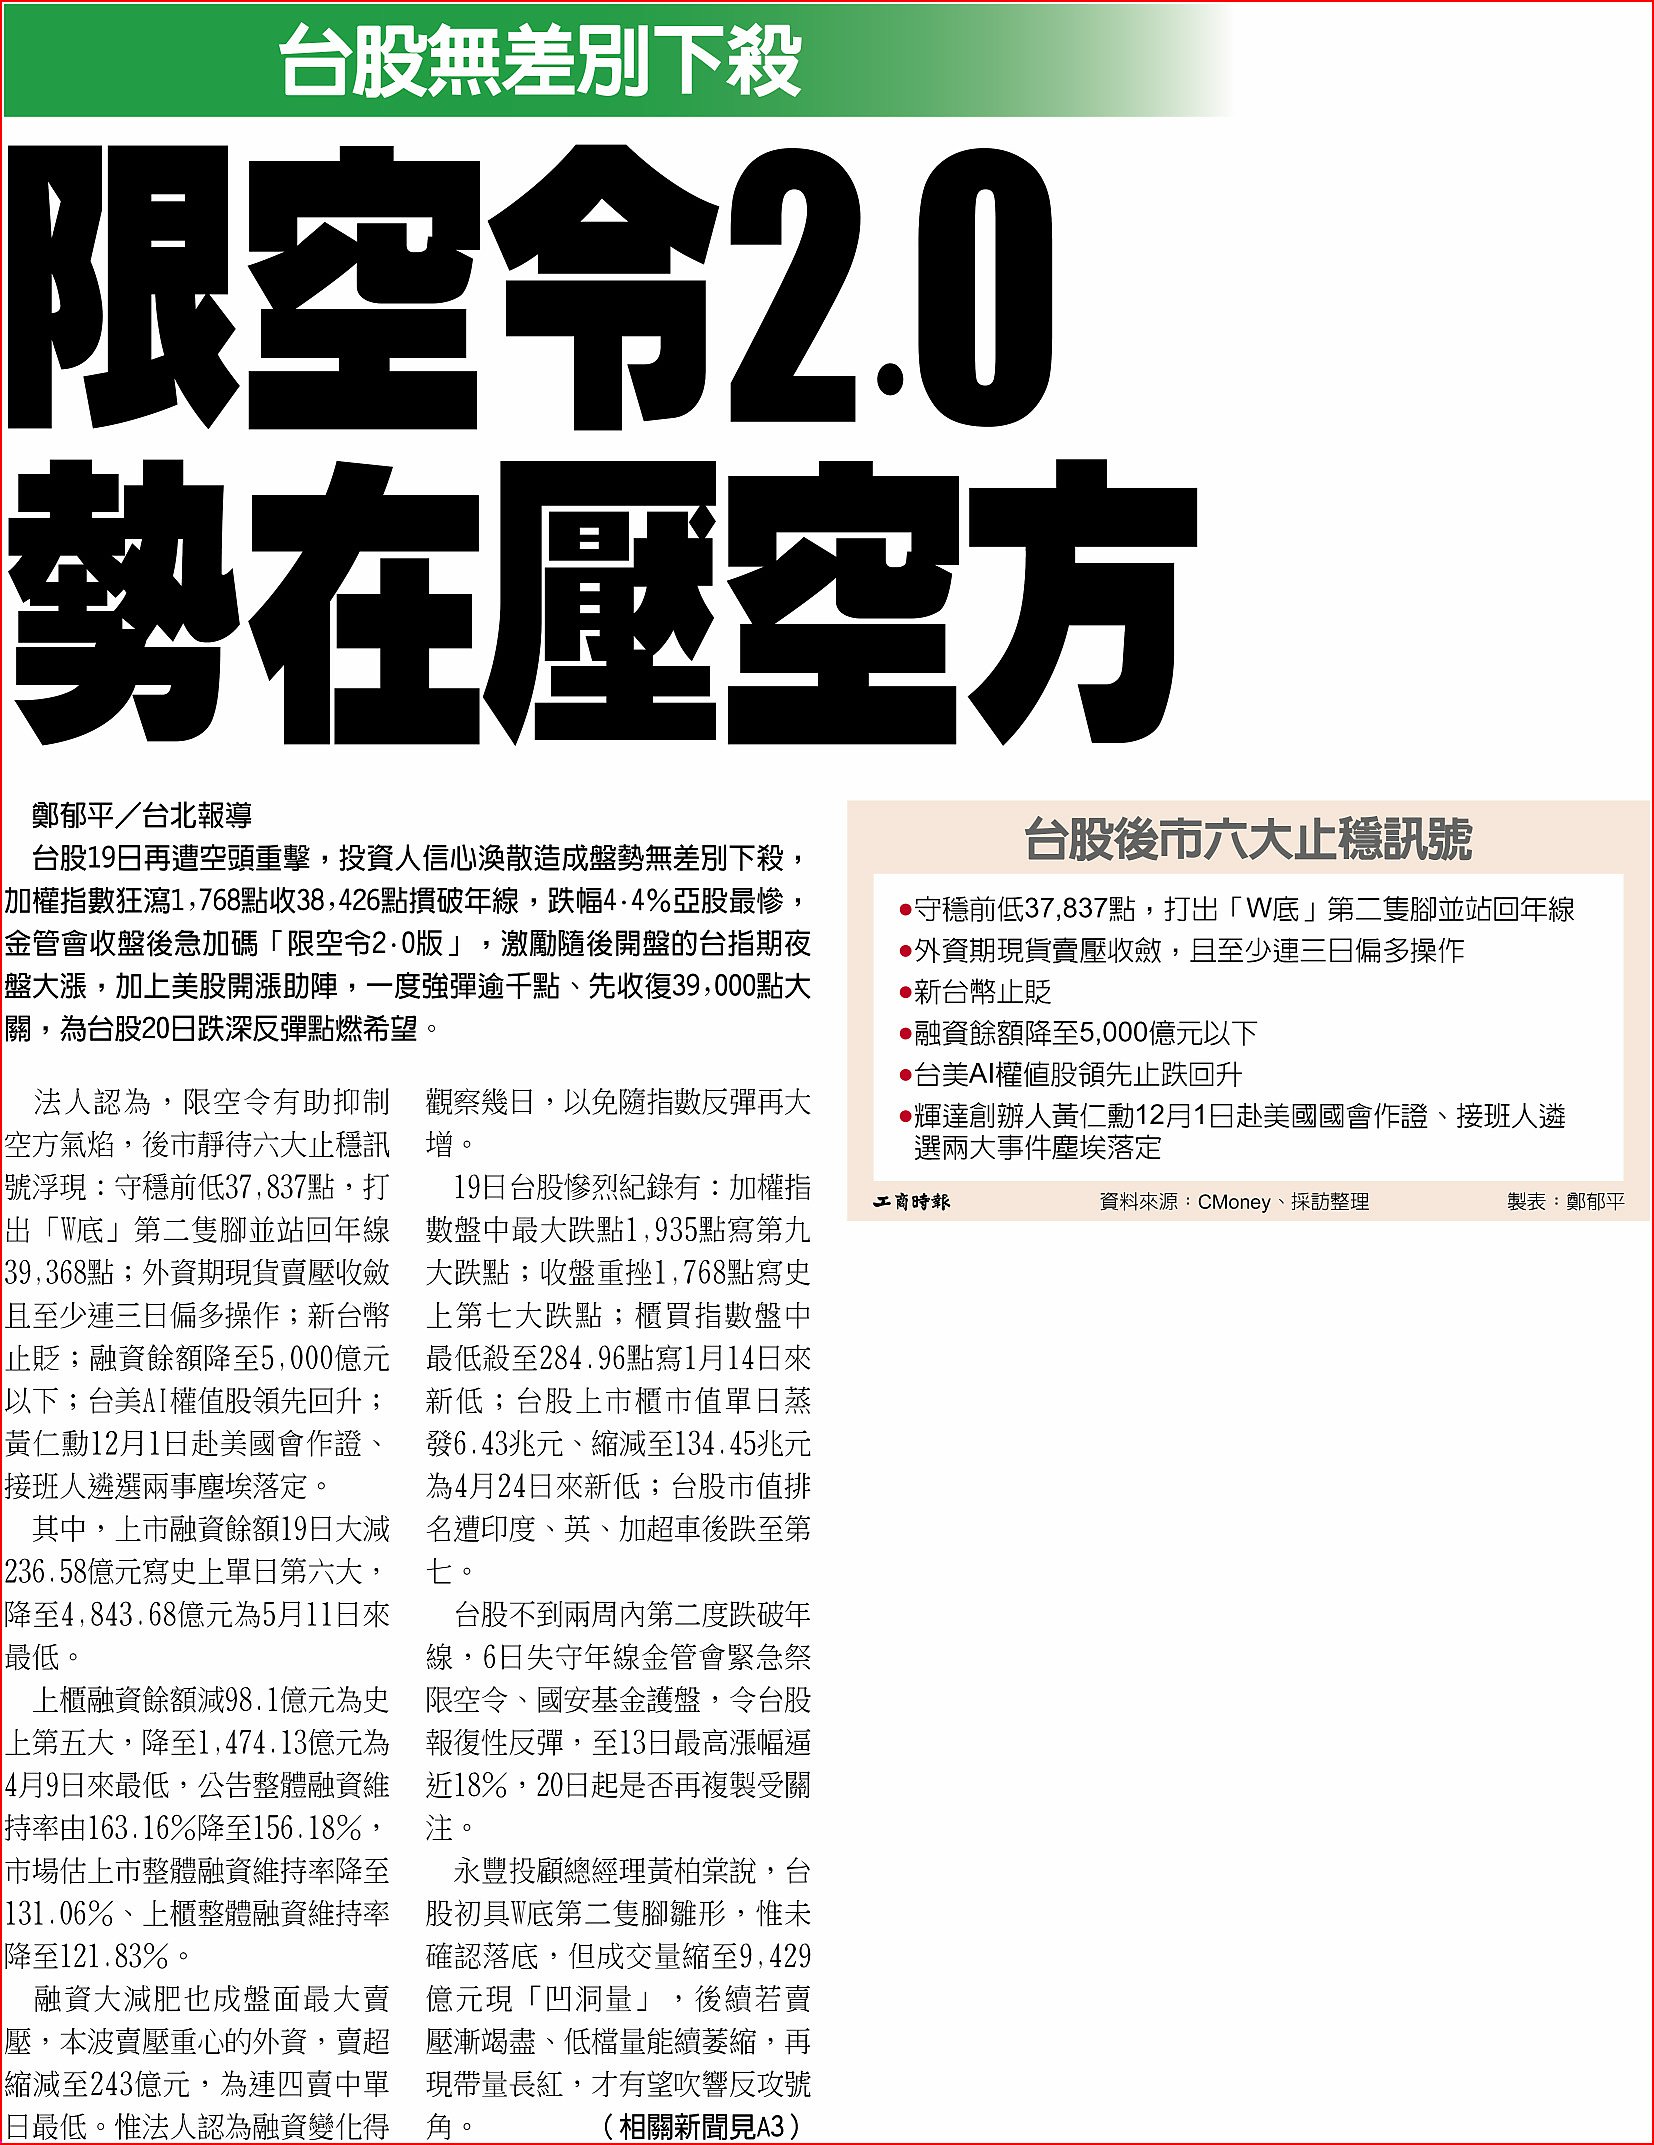 台股無差別下殺
限空令2.0
勢在壓空方
鄭郁平／台北報導
台股19日再遭空頭重擊，投資人信心渙散造成盤勢無差別下殺，
加權指數狂瀉1,768點收38,426點摜破年線，跌幅4.4%亞股最慘，
金管會收盤後急加碼「限空令2.0版」，激勵隨後開盤的台指期夜
盤大漲，加上美股開漲助陣，一度強彈逾千點、先收復39,000點大
關，為台股20日跌深反彈點燃希望。
法人認為，限空令有助抑制
空方氣焰，後市靜待六大止穩訊
號浮現：守穩前低37,837點，打
出「W底」第二隻腳並站回年線
39,368點；外資期現貨賣壓收斂
且至少連三日偏多操作；新台幣
止貶；融資餘額降至5,000億元
以下；台美AI權值股領先回升；
黃仁勳12月1日赴美國會作證、
接班人遴選兩事塵埃落定。
其中，上市融資餘額19日大減
236.58億元寫史上單日第六大，
降至4,843.68億元為5月11日來
最低。
上櫃融資餘額減98.1億元為史
上第五大，降至1,474.13億元為
4月9日來最低，公告整體融資維
持率由163.16%降至156.18%，
市場估上市整體融資維持率降至
131.06%、上櫃整體融資維持率
降至121.83%。
融資大減肥也成盤面最大賣
壓，本波賣壓重心的外資，賣超
縮減至243億元，為連四賣中單
日最低。惟法人認為融資變化得
觀察幾日，以免隨指數反彈再大
增。
19日台股慘烈紀錄有：加權指
數盤中最大跌點1,935點寫第九
大跌點；收盤重挫1,768點寫史
上第七大跌點；櫃買指數盤中
最低殺至284.96點寫1月14日來
新低；台股上市櫃市值單日蒸
發6.43兆元、縮減至134.45兆元
為4月24日來新低；台股市值排
名遭印度、英、加超車後跌至第
七。
台股不到兩周內第二度跌破年
線，6日失守年線金管會緊急祭
限空令、國安基金護盤，令台股
報復性反彈，至13日最高漲幅逼
近18%，20日起是否再複製受關
注。
永豐投顧總經理黃柏棠說，台
股初具W底第二隻腳雛形，惟未
確認落底，但成交量縮至9,429
億元現「凹洞量」，後續若賣
壓漸竭盡、低檔量能續萎縮，再
現帶量長紅，才有望吹響反攻號
角。　（相關新聞見A3）
台股後市六大止穩訊號
●守穩前低37,837點，打出「W底」第二隻腳並站回年線
●外資期現貨賣壓收斂，且至少連三日偏多操作
●新台幣止貶
●融資餘額降至5,000億元以下
●台美AI權值股領先止跌回升
●輝達創辦人黃仁勳12月1日赴美國國會作證、接班人遴
選兩大事件塵埃落定
工商時報　資料來源：CMoney、採訪整理　製表：鄭郁平